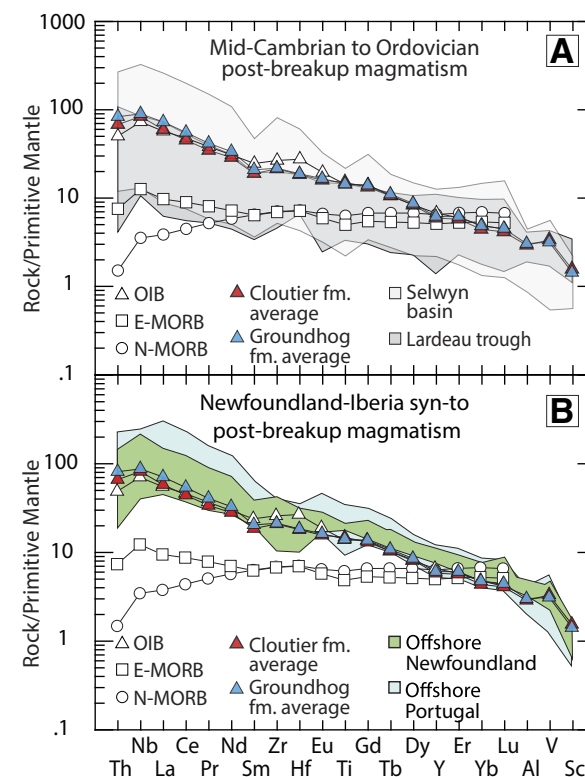 1000
Mid-Cambrian to Ordovician
post-breakup magmatism
A
100
10
1
.1
Rock/Primitive Mantle
OIB
E-MORB
N-MORB
Cloutier fm.
average
Groundhog
fm. average
Selwyn
basin
Lardeau trough
Newfoundland-Iberia syn-to
post-breakup magmatism
B
100
10
1
.1
Rock/Primitive Mantle
OIB
E-MORB
N-MORB
Cloutier fm.
average
Groundhog
fm. average
Offshore
Newfoundland
Offshore
Portugal
Nb Ce Nd Zr Eu Gd Dy Er Lu V
Th La Pr Sm Hf Ti Tb Y Yb Al Sc